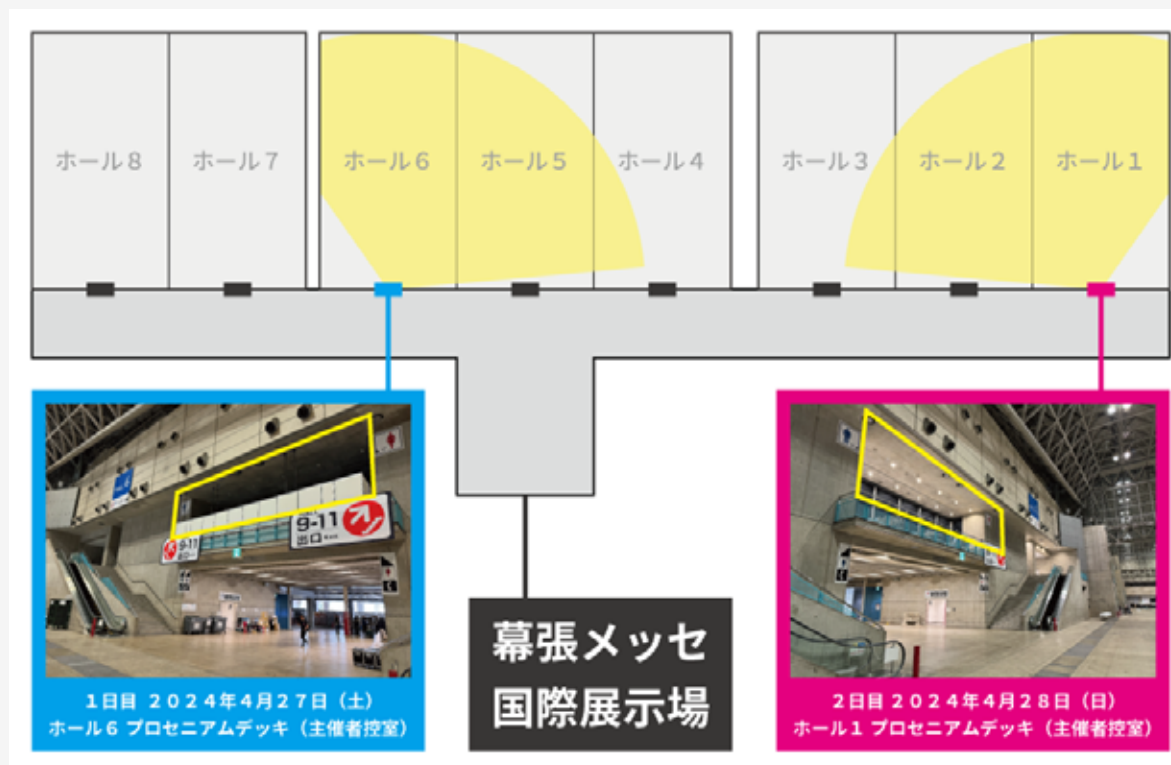 ホール８
ホール７
ホール６
ホール５
ホール４
ホール３
ホール２
ホール１
9-11
9-11
出口
幕張メッセ
国際展示場
１日目 ２０２４年４月２７日（土）
ホール６ プロセニアムデッキ（主催者控室）
２日目 ２０２４年４月２８日（日）
ホール１ プロセニアムデッキ（主催者控室）